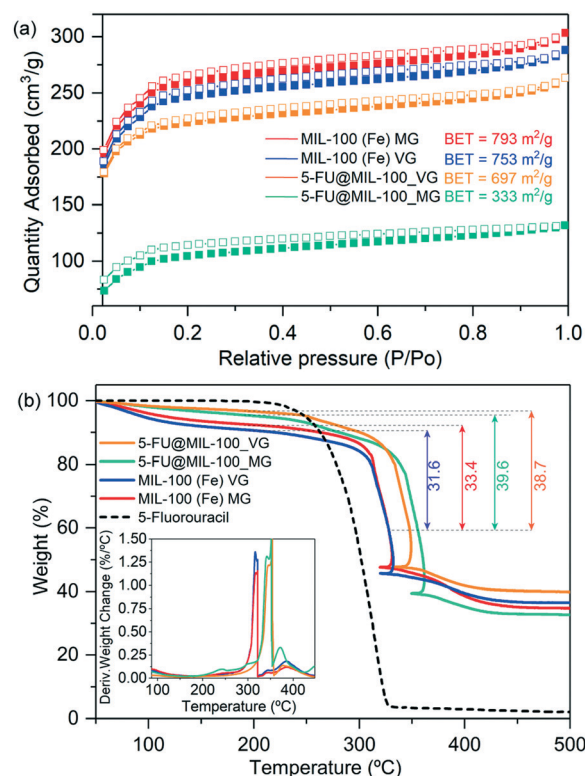 (a)
300
250
200
150
100
Quantity Adsorbed (cm³/g)
MIL-100 (Fe) MG BET = 793 m²/g
MIL-100 (Fe) VG BET = 753 m²/g
5-FU@MIL-100_VG BET = 697 m²/g
5-FU@MIL-100_MG BET = 333 m²/g
0.0 0.2 0.4 0.6 0.8 1.0
Relative pressure (P/Po)
(b)
100
80
60
40
20
0
Weight (%)
5-FU@MIL-100_VG
5-FU@MIL-100_MG
MIL-100 (Fe) VG
MIL-100 (Fe) MG
5-Fluorouracil
31.6
33.4
39.6
38.7
1.50
1.25
1.00
0.75
0.50
0.25
0.00
Deriv.Weight Change (%/ºC)
100 200 300 400
Temperature (ºC)
100 200 300 400 500
Temperature (ºC)